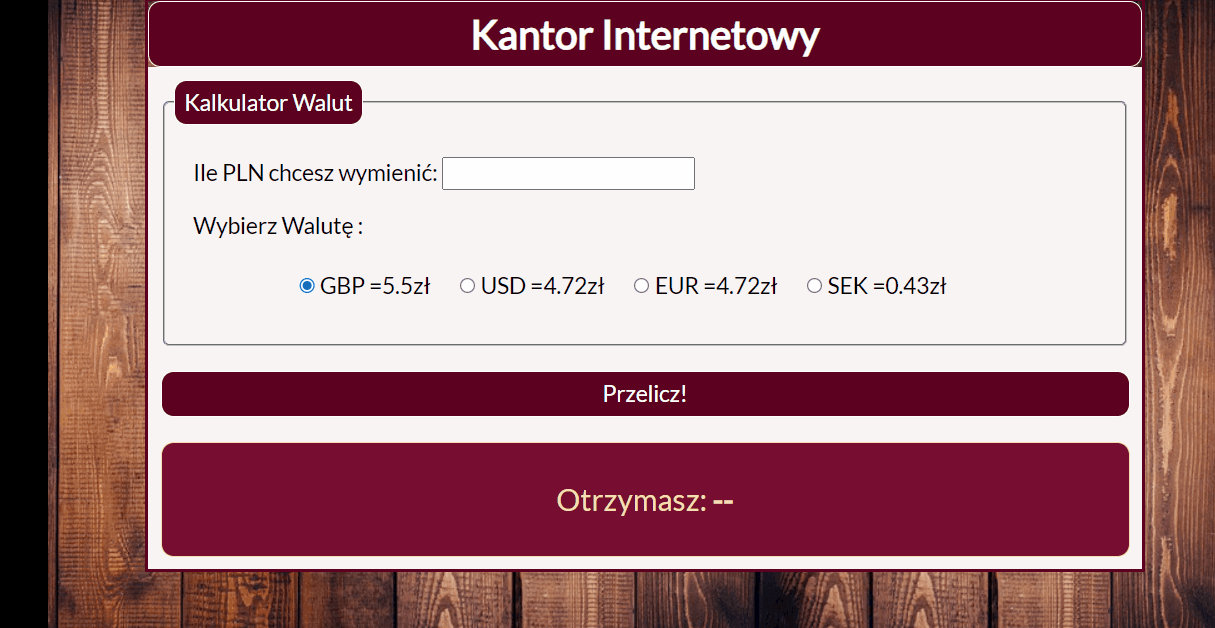 Kantor Internetowy
Kalkulator Walut
Ile PLN chcesz wymienić:
Wybierz Walutę :
GBP =5.5zł USD =4.72zł EUR =4.72zł SEK =0.43zł
Przelicz!
Otrzymasz: --